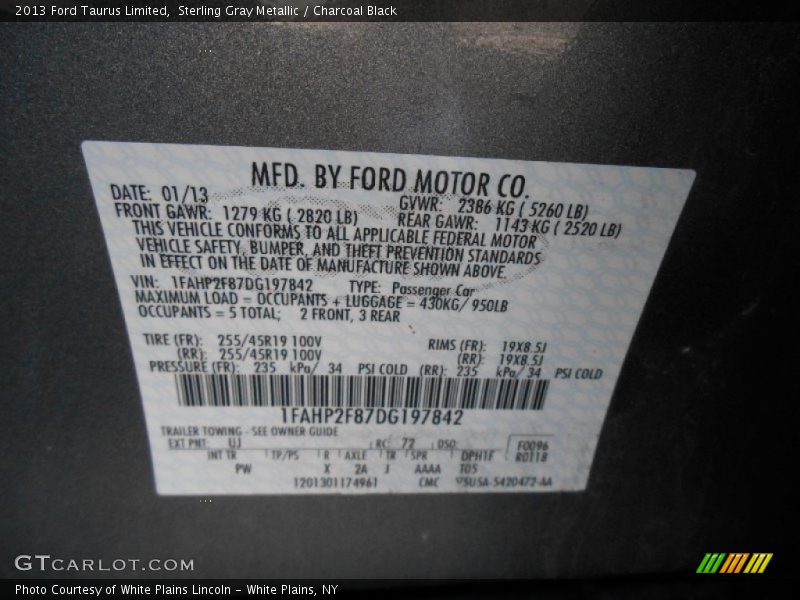 2013 Ford Taurus Limited, Sterling Gray Metallic / Charcoal Black
MFD. BY FORD MOTOR CO.
DATE: 01/13 GVWR: 2386 KG ( 5260 LB)
FRONT GAWR: 1279 KG ( 2820 LB) REAR GAWR: 1143 KG ( 2520 LB)
THIS VEHICLE CONFORMS TO ALL APPLICABLE FEDERAL MOTOR
VEHICLE SAFETY, BUMPER, AND THEFT PREVENTION STANDARDS
IN EFFECT ON THE DATE OF MANUFACTURE SHOWN ABOVE.
VIN: 1FAHP2F87DG197842 TYPE: Passenger Car
MAXIMUM LOAD = OCCUPANTS + LUGGAGE = 430KG/ 950LB
OCCUPANTS = 5 TOTAL; 2 FRONT, 3 REAR
TIRE (FR): 255/45R19 100V RIMS (FR): 19X8.5J
(RR): 255/45R19 100V (RR): 19X8.5J
PRESSURE (FR): 235 kPa/ 34 PSI COLD (RR): 235 kPa/ 34 PSI COLD
1FAHP2F87DG197842
TRAILER TOWING - SEE OWNER GUIDE
EXT PNT: UJ RC: 72 DSO: F0096
INT TR TP/PS R AXLE TR SPR DPH1F R0118
PW X 2A J AAAA T05
1201301174961 CMC 5USA-5420472-AA
GTCARLOT.COM
Photo Courtesy of White Plains Lincoln - White Plains, NY